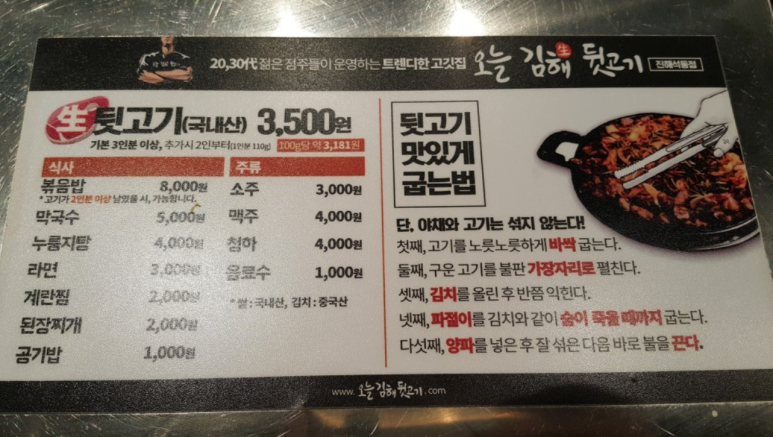 20,30代 젊은 점주들이 운영하는 트렌디한 고깃집 오늘 김해 生 뒷고기 진해석동점
生 뒷고기(국내산) 3,500원
기본 3인분 이상, 추가시 2인부터(1인분 110g) 100g당 약 3,181원
식사
볶음밥 8,000원
*고기가 2인분 이상 남았을 시, 가능합니다.
막국수 5,000원
누룽지탕 4,000원
라면 3,000원
계란찜 2,000원
된장찌개 2,000원
공기밥 1,000원
주류
소주 3,000원
맥주 4,000원
청하 4,000원
음료수 1,000원
*쌀 : 국내산, 김치 : 중국산
뒷고기
맛있게
굽는법
단, 야채와 고기는 섞지 않는다!
첫째, 고기를 노릇노릇하게 바싹 굽는다.
둘째, 구운 고기를 불판 가장자리로 펼친다.
셋째, 김치를 올린 후 반쯤 익힌다.
넷째, 파절이를 김치와 같이 숨이 죽을 때까지 굽는다.
다섯째, 양파를 넣은 후 잘 섞은 다음 바로 불을 끈다.
www.오늘김해뒷고기.com